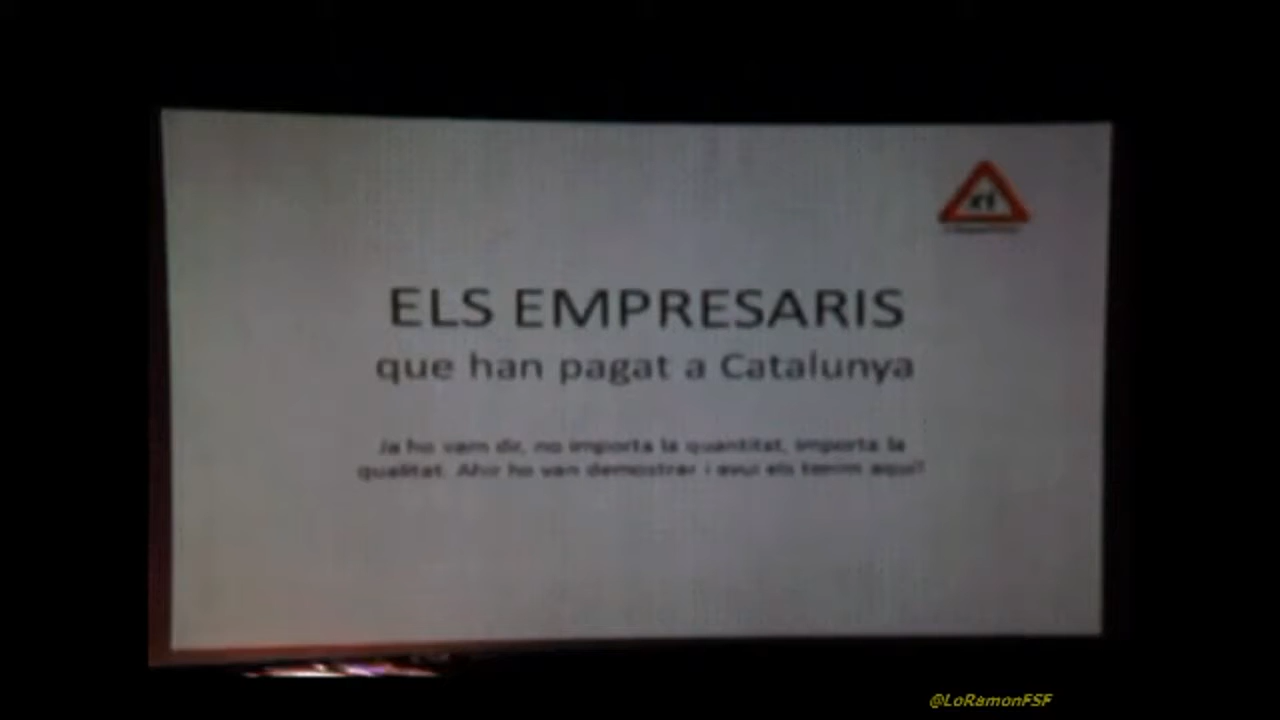 ELS EMPRESARIS
que han pagat a Catalunya
Ja ho vam dir, no importa la quantitat, importa la
qualitat. Ahir ho van demostrar i avui els tenim aquí!
@LoRamonFSF